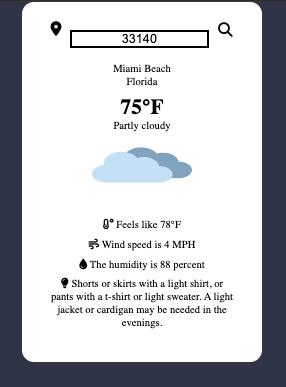 33140
Miami Beach
Florida
75°F
Partly cloudy
Feels like 78°F
Wind speed is 4 MPH
The humidity is 88 percent
Shorts or skirts with a light shirt, or
pants with a t-shirt or light sweater. A light
jacket or cardigan may be needed in the
evenings.